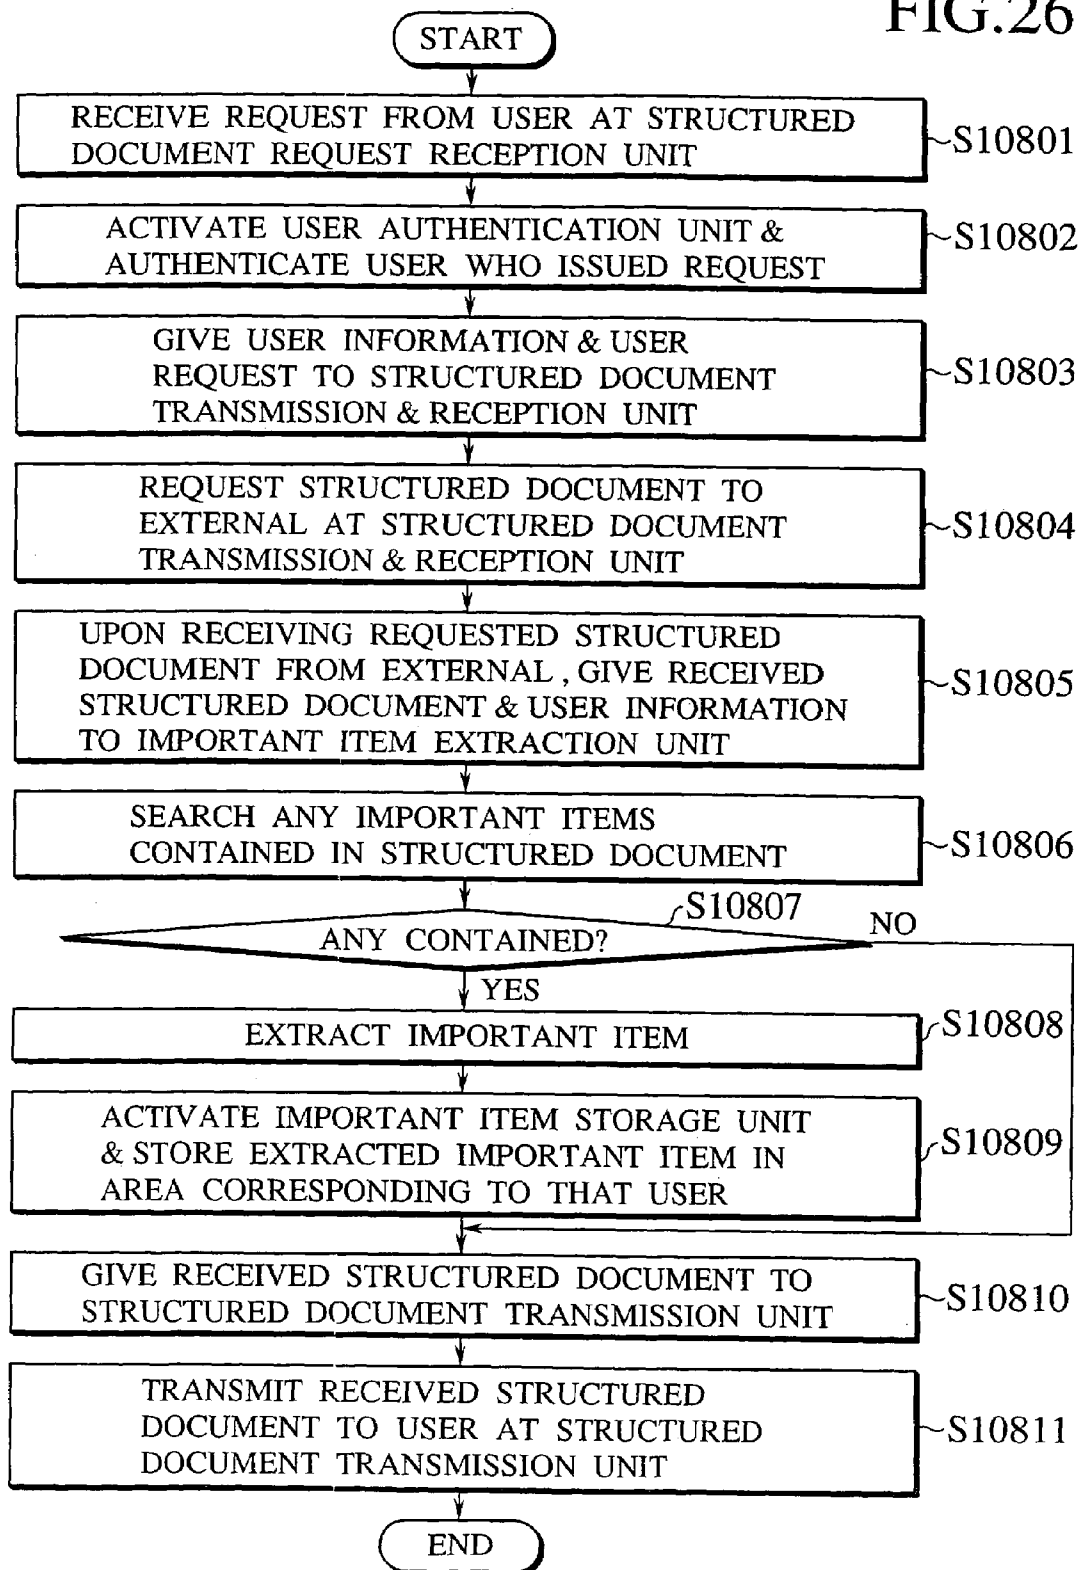 FIG.26
START
RECEIVE REQUEST FROM USER AT STRUCTURED
DOCUMENT REQUEST RECEPTION UNIT
S10801
ACTIVATE USER AUTHENTICATION UNIT &
AUTHENTICATE USER WHO ISSUED REQUEST
S10802
GIVE USER INFORMATION & USER
REQUEST TO STRUCTURED DOCUMENT
TRANSMISSION & RECEPTION UNIT
S10803
REQUEST STRUCTURED DOCUMENT TO
EXTERNAL AT STRUCTURED DOCUMENT
TRANSMISSION & RECEPTION UNIT
S10804
UPON RECEIVING REQUESTED STRUCTURED
DOCUMENT FROM EXTERNAL, GIVE RECEIVED
STRUCTURED DOCUMENT & USER INFORMATION
TO IMPORTANT ITEM EXTRACTION UNIT
S10805
SEARCH ANY IMPORTANT ITEMS
CONTAINED IN STRUCTURED DOCUMENT
S10806
S10807
ANY CONTAINED?
NO
YES
EXTRACT IMPORTANT ITEM
S10808
ACTIVATE IMPORTANT ITEM STORAGE UNIT
& STORE EXTRACTED IMPORTANT ITEM IN
AREA CORRESPONDING TO THAT USER
S10809
GIVE RECEIVED STRUCTURED DOCUMENT TO
STRUCTURED DOCUMENT TRANSMISSION UNIT
S10810
TRANSMIT RECEIVED STRUCTURED
DOCUMENT TO USER AT STRUCTURED
DOCUMENT TRANSMISSION UNIT
S10811
END